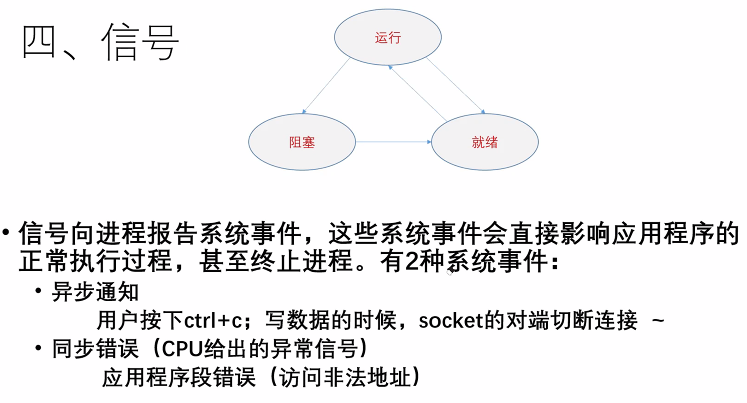 四、信号
运行
阻塞
就绪
• 信号向进程报告系统事件，这些系统事件会直接影响应用程序的
正常执行过程，甚至终止进程。有2种系统事件：
• 异步通知
用户按下ctrl+c；写数据的时候，socket的对端切断连接 ~
• 同步错误（CPU给出的异常信号）
应用程序段错误（访问非法地址）